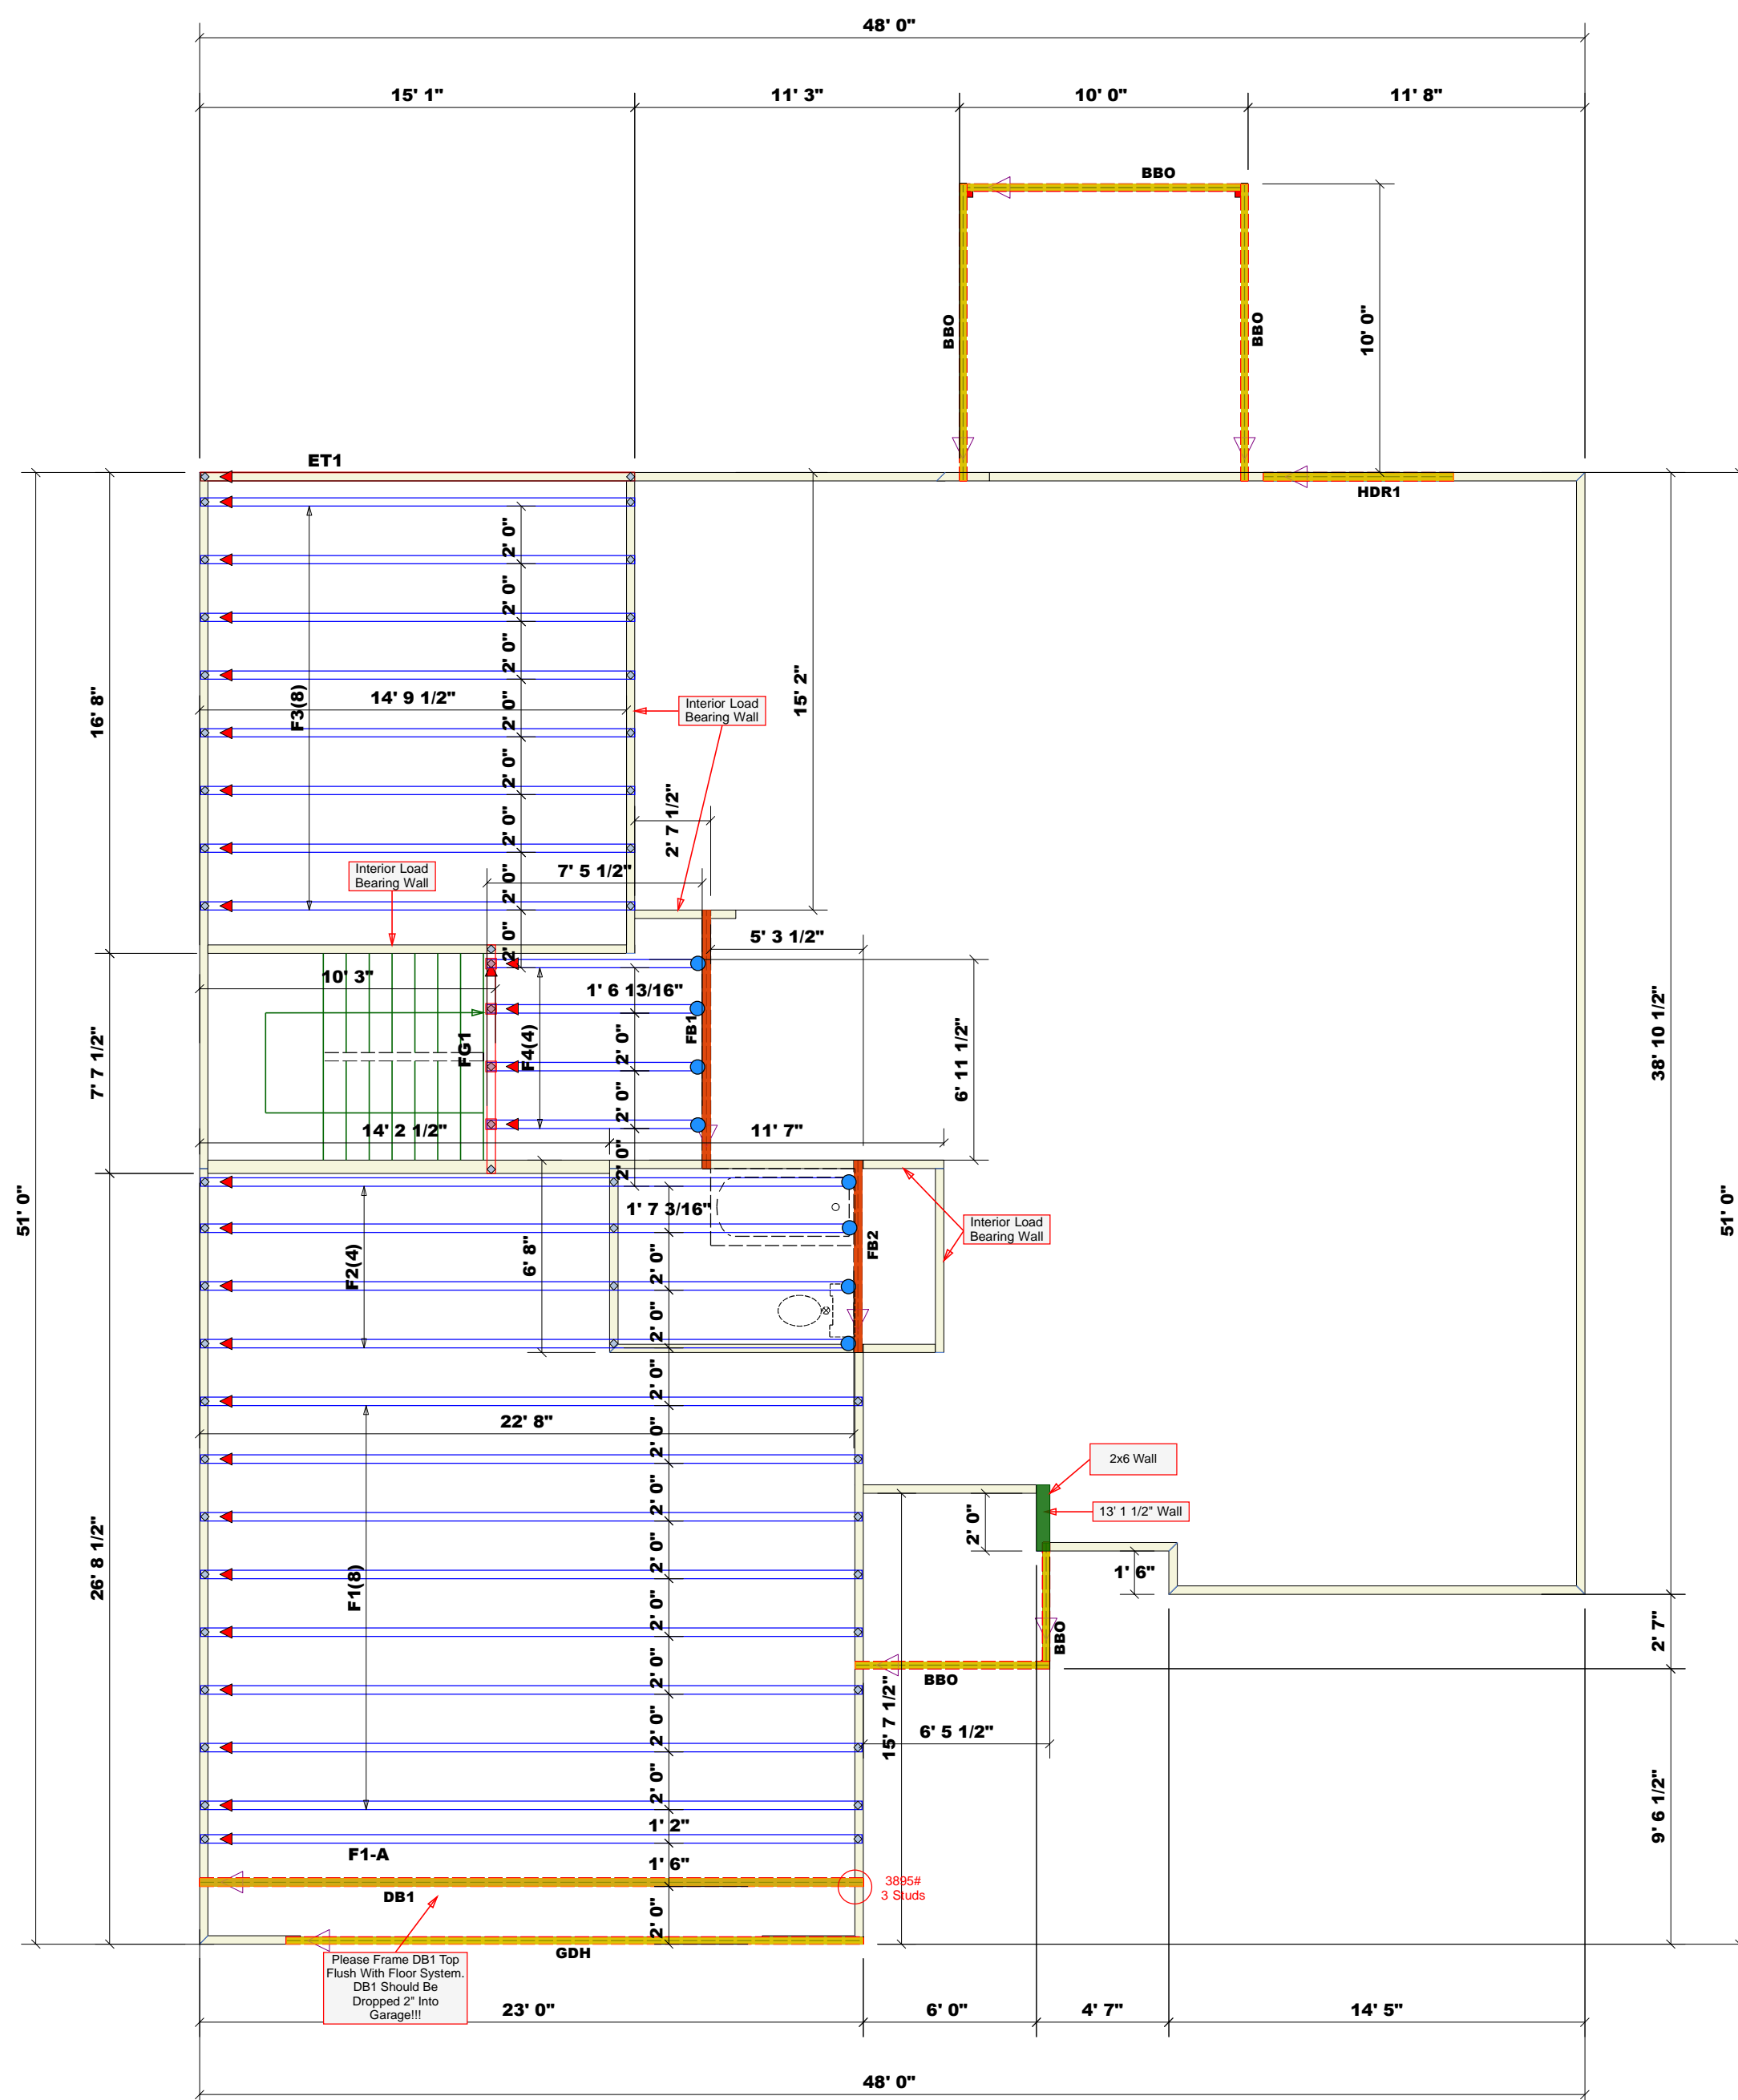 48' 0"
15' 1"
11' 3"
10' 0"
11' 8"
BBO
BBO
BBO
10' 0"
ET1
HDR1
2' 0"
2' 0"
2' 0"
2' 0"
2' 0"
2' 0"
2' 0"
2' 0"
F3(8)
14' 9 1/2"
16' 8"
15' 2"
Interior Load
Bearing Wall
2' 7 1/2"
7' 5 1/2"
Interior Load
Bearing Wall
5' 3 1/2"
10' 3"
1' 6 13/16"
FB1
FG1
F4(4)
2' 0"
2' 0"
2' 0"
6' 11 1/2"
7' 7 1/2"
38' 10 1/2"
14' 2 1/2"
11' 7"
51' 0"
51' 0"
1' 7 3/16"
Interior Load
Bearing Wall
FB2
F2(4)
6' 8"
2' 0"
2' 0"
2' 0"
22' 8"
2' 0"
2' 0"
2' 0"
2' 0"
2' 0"
2' 0"
2' 0"
2x6 Wall
13' 1 1/2" Wall
2' 0"
1' 6"
26' 8 1/2"
F1(8)
BBO
BBO
2' 7"
15' 7 1/2"
6' 5 1/2"
9' 6 1/2"
1' 2"
F1-A
1' 6"
DB1
3895#
3 Studs
2' 0"
GDH
Please Frame DB1 Top
Flush With Floor System.
DB1 Should Be
Dropped 2" Into
Garage!!!
23' 0"
6' 0"
4' 7"
14' 5"
48' 0"